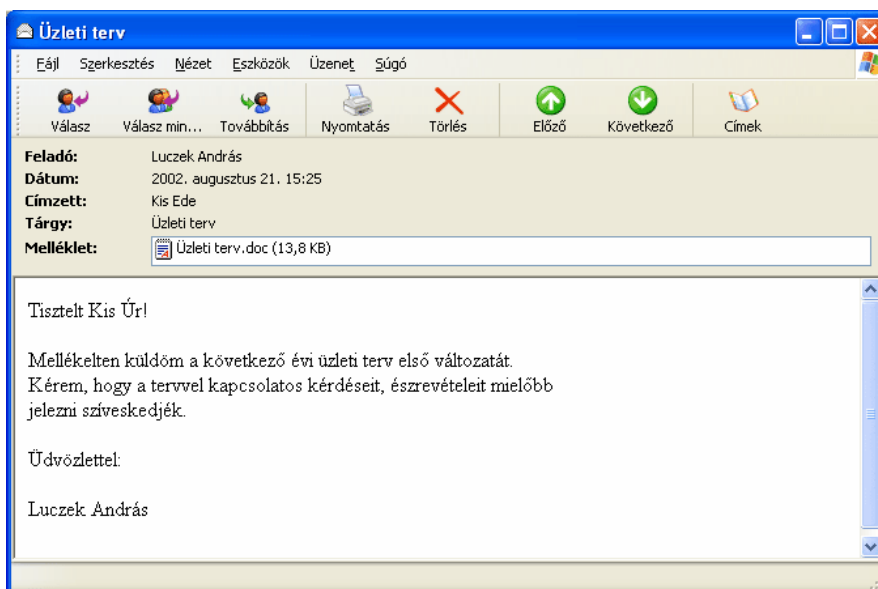 Üzleti terv
Fájl Szerkesztés Nézet Eszközök Üzenet Súgó
Válasz Válasz min... Továbbítás Nyomtatás Törlés Előző Következő Címek
Feladó: Luczek András
Dátum: 2002. augusztus 21. 15:25
Címzett: Kis Ede
Tárgy: Üzleti terv
Melléklet: Üzleti terv.doc (13,8 KB)
Tisztelt Kis Úr!
Mellékelten küldöm a következő évi üzleti terv első változatát.
Kérem, hogy a tervvel kapcsolatos kérdéseit, észrevételeit mielőbb
jelezni szíveskedjék.
Üdvözlettel:
Luczek András